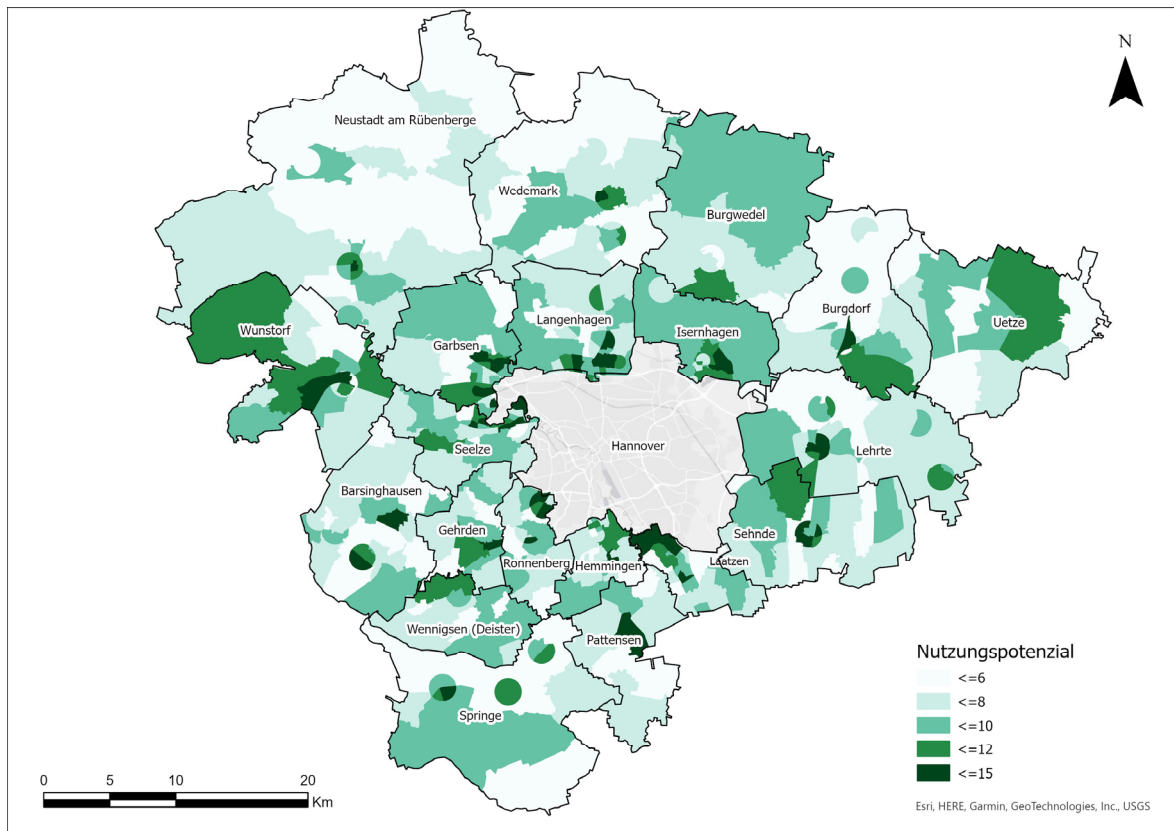 N
Neustadt am Rübenberge
Wedemark
Burgwedel
Wunstorf
Langenhagen
Isernhagen
Burgdorf
Uetze
Garbsen
Hannover
Seelze
Lehrte
Barsinghausen
Gehrden
Sehnde
Ronnenberg
Hemmingen
Laatzen
Wennigsen (Deister)
Pattensen
Springe
Nutzungspotenzial
<=6
<=8
<=10
<=12
<=15
0 5 10 20
Km
Esri, HERE, Garmin, GeoTechnologies, Inc., USGS